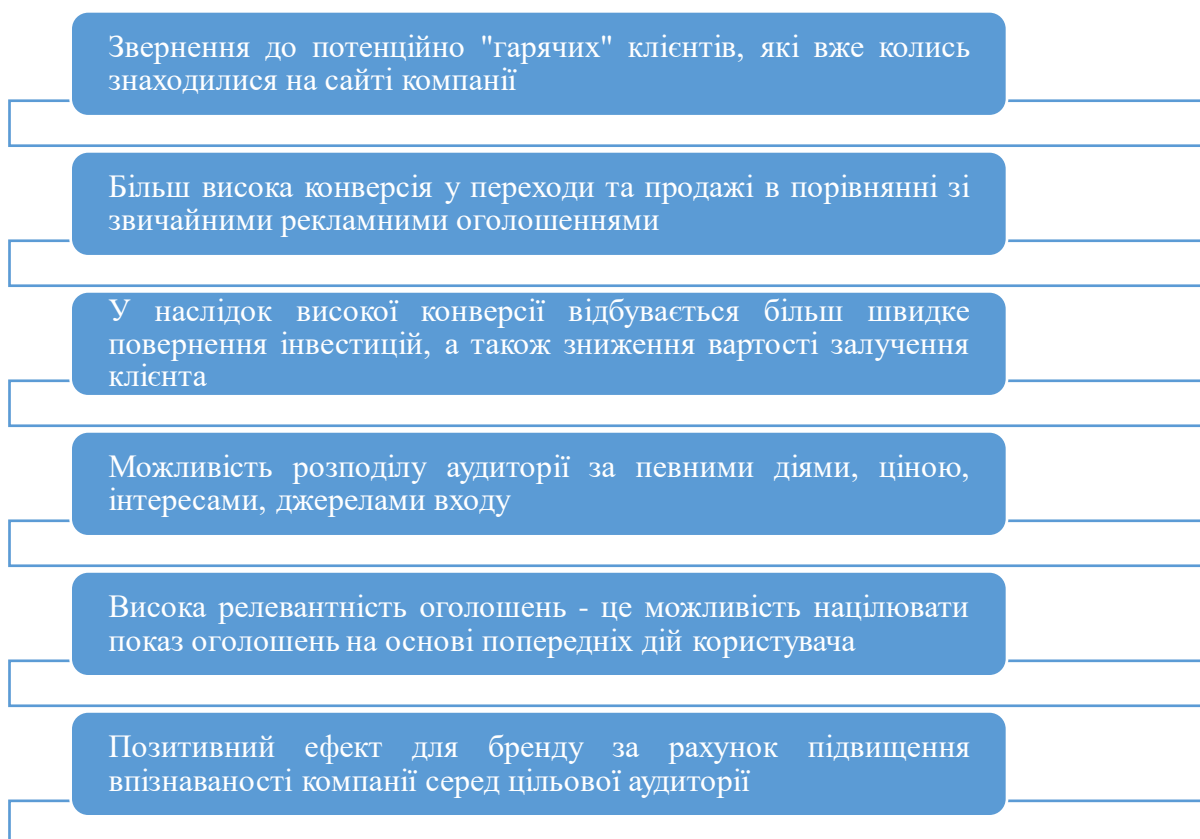 Звернення до потенційно "гарячих" клієнтів, які вже колись
знаходилися на сайті компанії
Більш висока конверсія у переходи та продажі в порівнянні зі
звичайними рекламними оголошеннями
У наслідок високої конверсії відбувається більш швидке
повернення інвестицій, а також зниження вартості залучення
клієнта
Можливість розподілу аудиторії за певними діями, ціною,
інтересами, джерелами входу
Висока релевантність оголошень - це можливість націлювати
показ оголошень на основі попередніх дій користувача
Позитивний ефект для бренду за рахунок підвищення
впізнаваності компанії серед цільової аудиторії